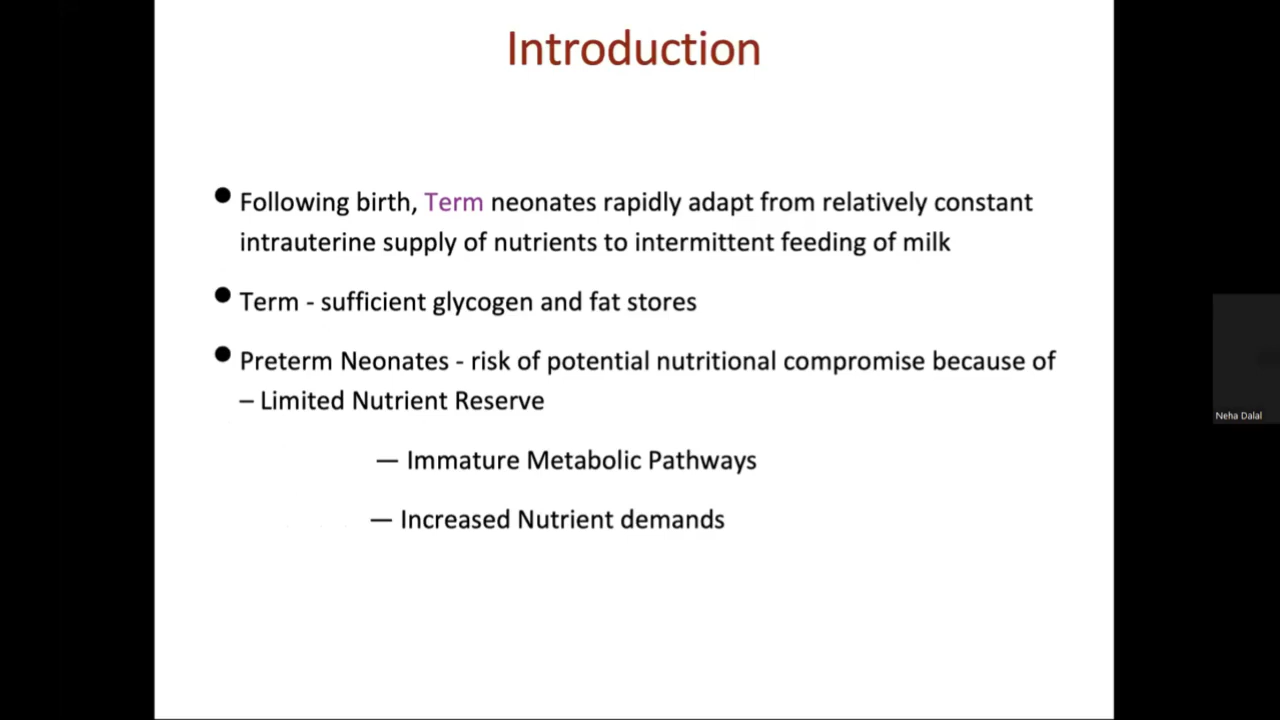 Introduction
● Following birth, Term neonates rapidly adapt from relatively constant
intrauterine supply of nutrients to intermittent feeding of milk
● Term - sufficient glycogen and fat stores
● Preterm Neonates - risk of potential nutritional compromise because of
– Limited Nutrient Reserve
— Immature Metabolic Pathways
— Increased Nutrient demands
Neha Dalal